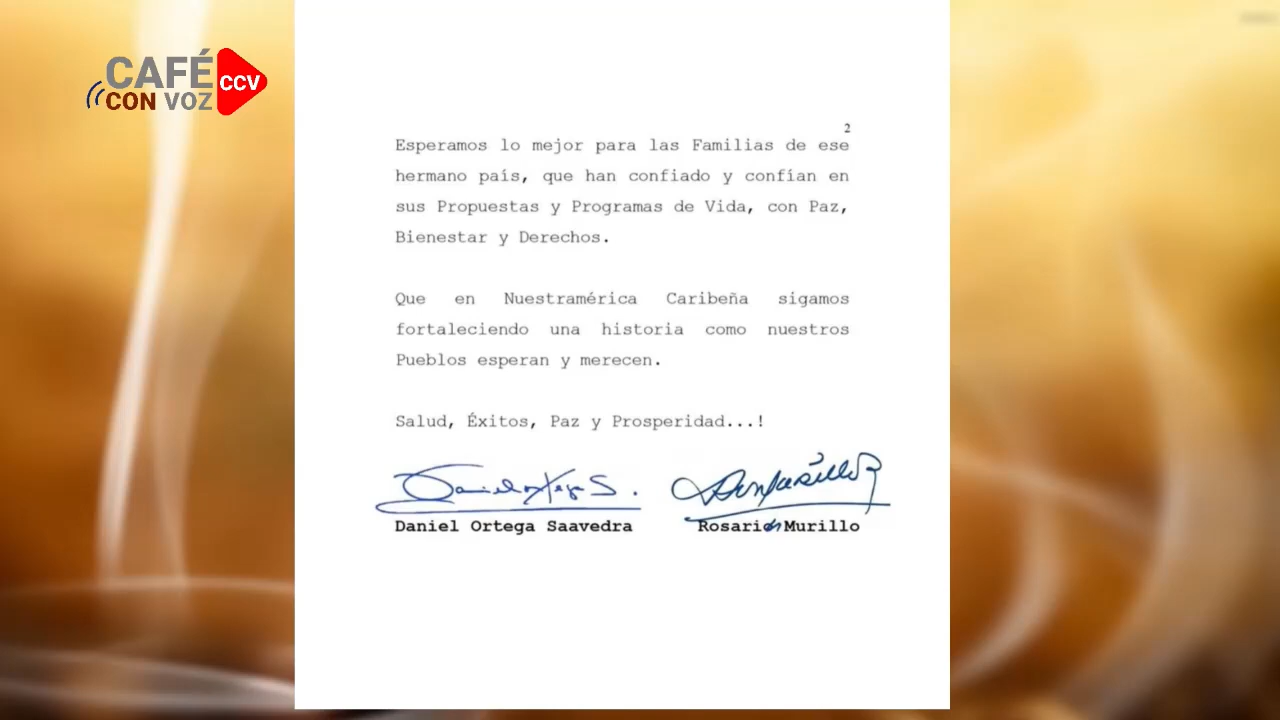 CAFÉ
CON VOZ
CCV
2
Esperamos lo mejor para las Familias de ese
hermano país, que han confiado y confían en
sus Propuestas y Programas de Vida, con Paz,
Bienestar y Derechos.
Que en Nuestramérica Caribeña sigamos
fortaleciendo una historia como nuestros
Pueblos esperan y merecen.
Salud, Éxitos, Paz y Prosperidad...!
Daniel Ortega S.
Daniel Ortega Saavedra
Rosario Murillo